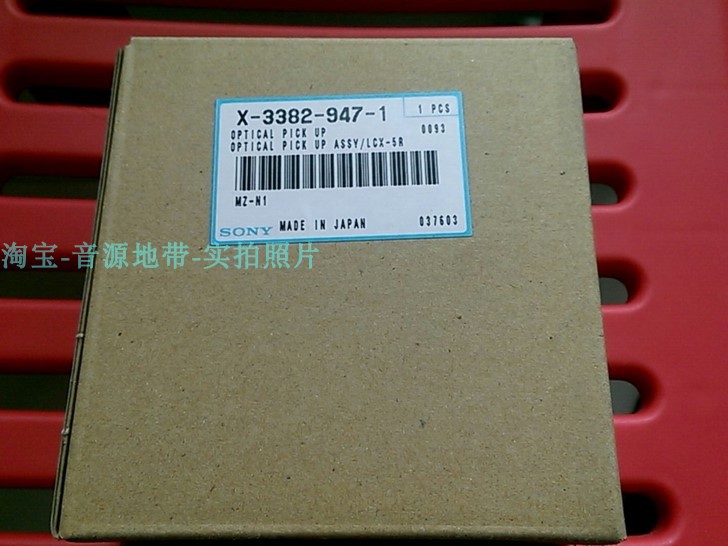 X-3382-947-1
1 PCS
OPTICAL PICK UP
0093
OPTICAL PICK UP ASSY/LCX-5R
MZ-N1
SONY MADE IN JAPAN
037603
淘宝-音源地带-实拍照片